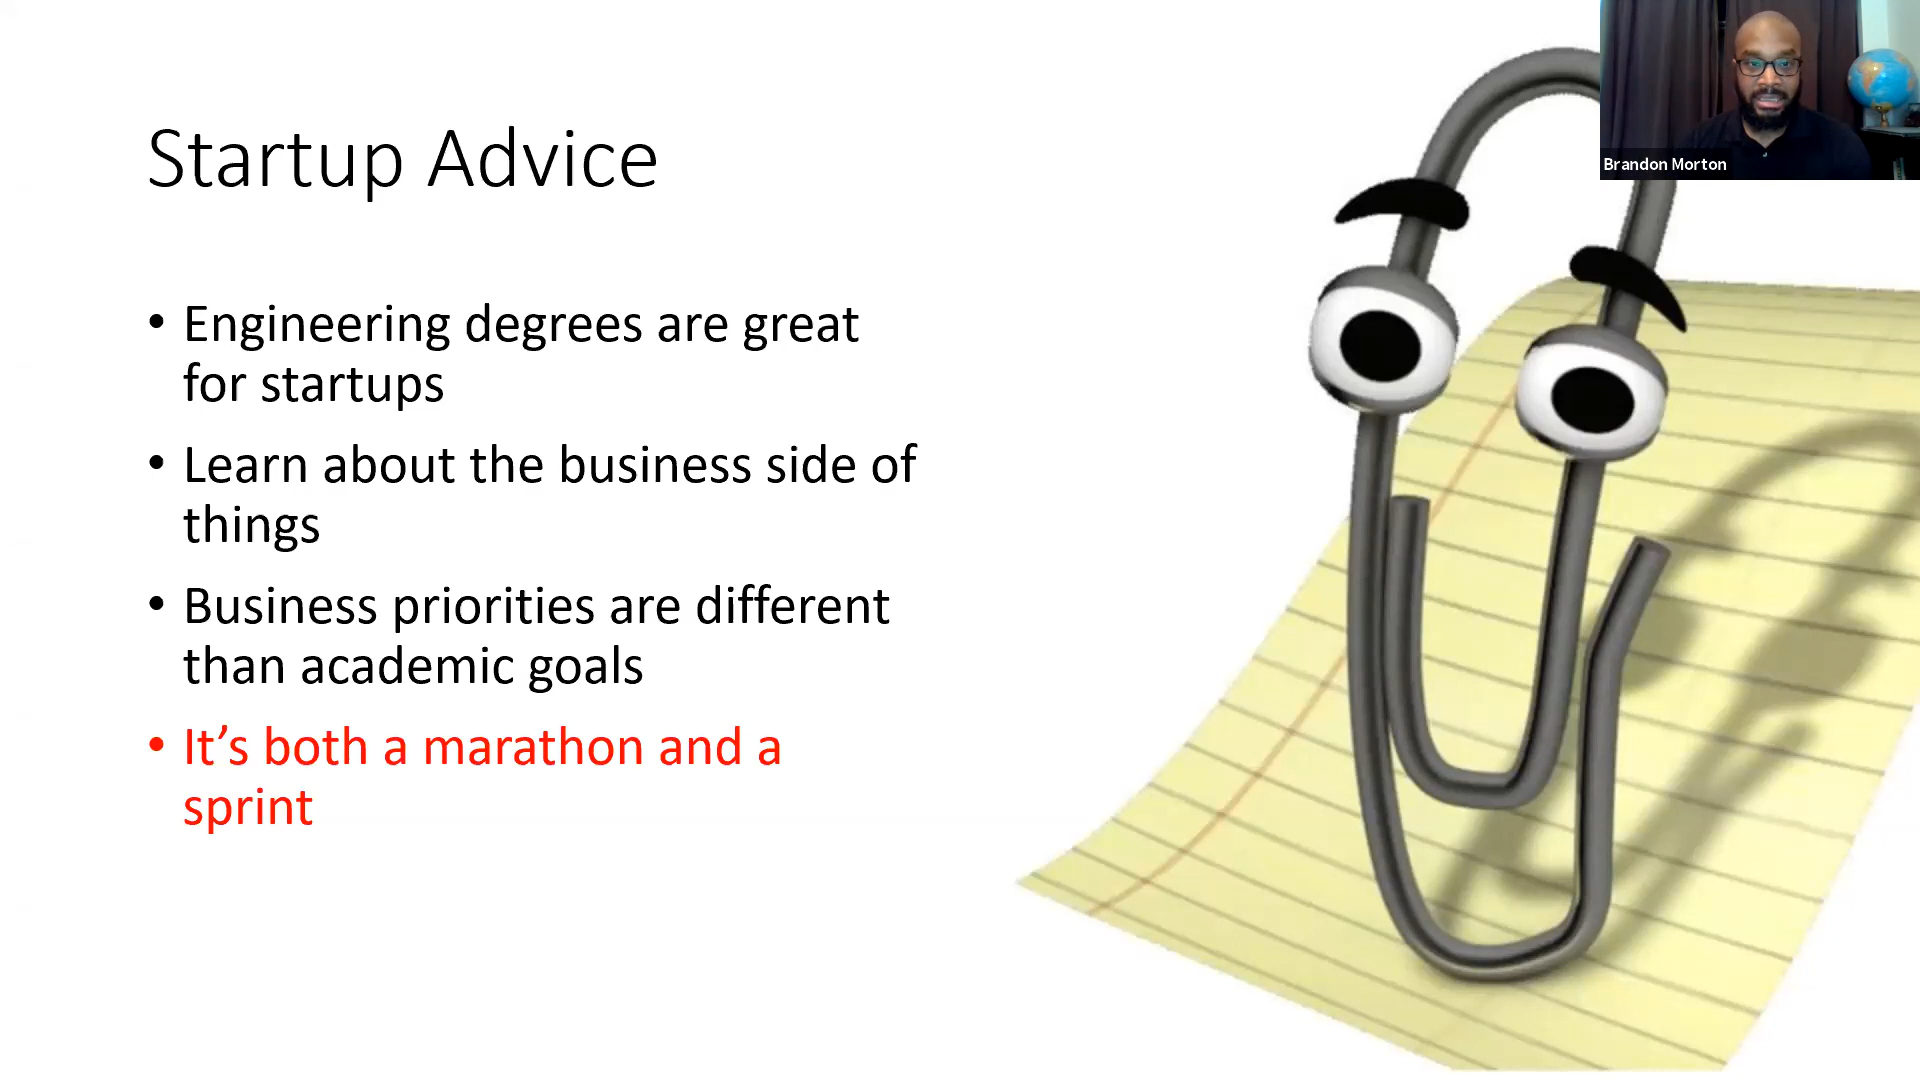 Startup Advice
• Engineering degrees are great
for startups
• Learn about the business side of
things
• Business priorities are different
than academic goals
• It’s both a marathon and a
sprint
Brandon Morton